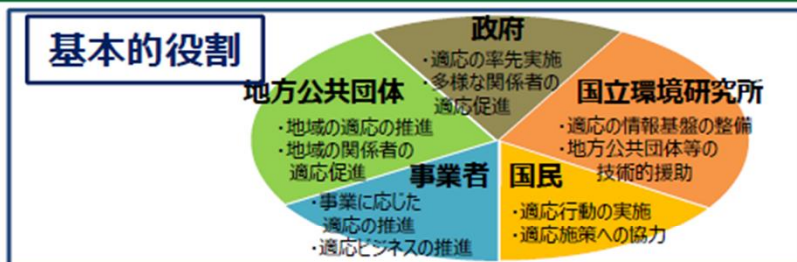 基本的役割
政府
・適応の率先実施
・多様な関係者の
適応促進
地方公共団体
・地域の適応の推進
・地域の関係者の
適応促進
国立環境研究所
・適応の情報基盤の整備
・地方公共団体等の
技術的援助
事業者
・事業に応じた
適応の推進
・適応ビジネスの推進
国民
・適応行動の実施
・適応施策への協力